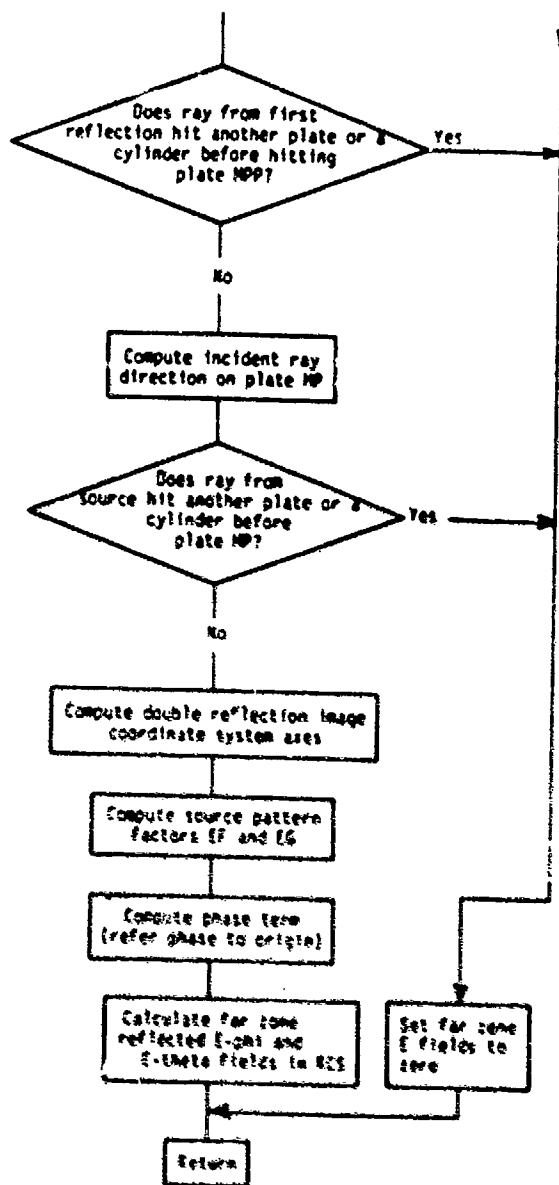 Does ray from first
reflection hit another plate or a
cylinder before hitting
plate MPP?
Yes
No
Compute incident ray
direction on plate MP
Does ray from
source hit another plate or a
cylinder before
plate MP?
Yes
No
Compute double reflection image
coordinate system axes
Compute source pattern
factors EF and EG
Compute phase term
(refer phase to origin)
Calculate far zone
reflected E-phi and
E-theta fields in RCS
Set far zone
E fields to
zero
Return